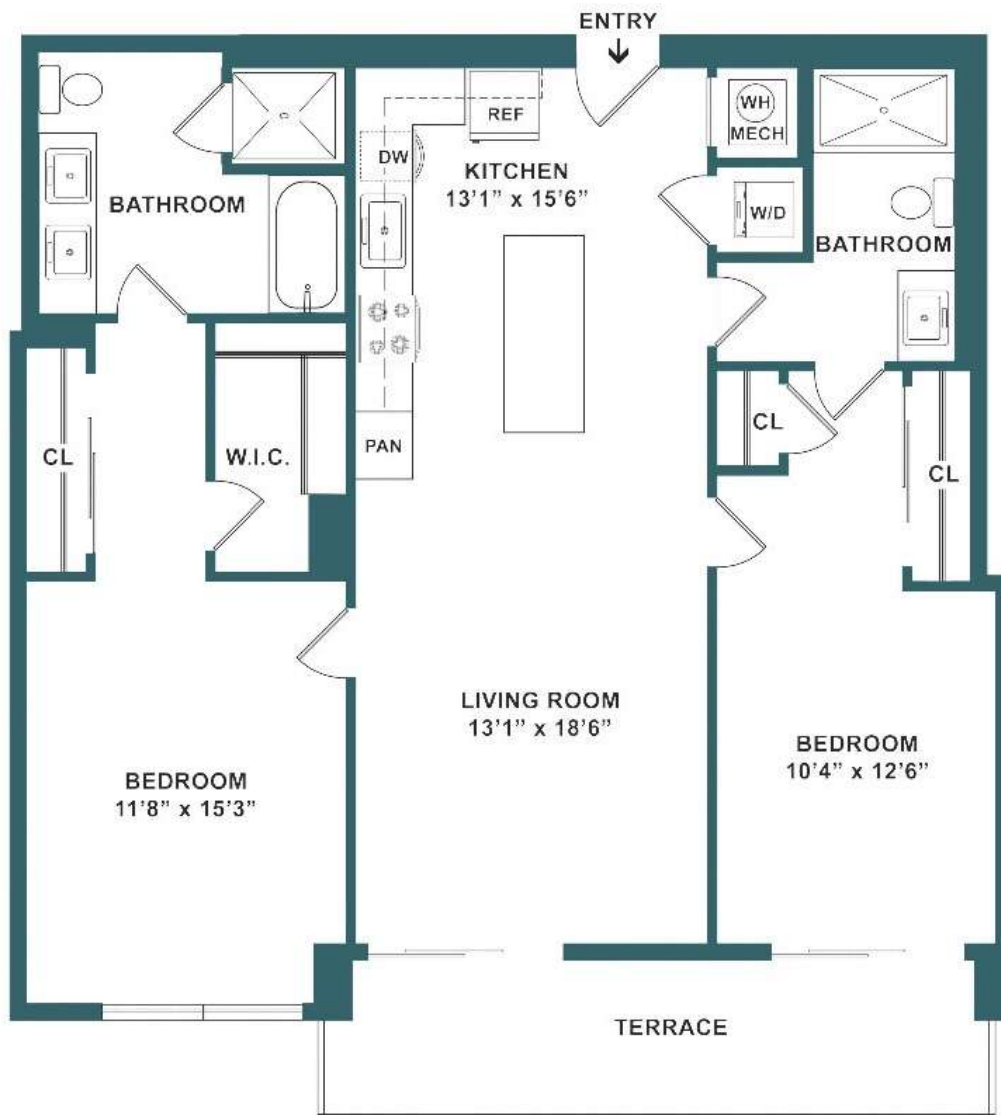 ENTRY
REF
WH
MECH
DW
KITCHEN
13'1” x 15'6”
BATHROOM
W/D
BATHROOM
PAN
CL
W.I.C.
CL
CL
LIVING ROOM
13'1” x 18'6”
BEDROOM
10'4” x 12'6”
BEDROOM
11'8” x 15'3”
TERRACE